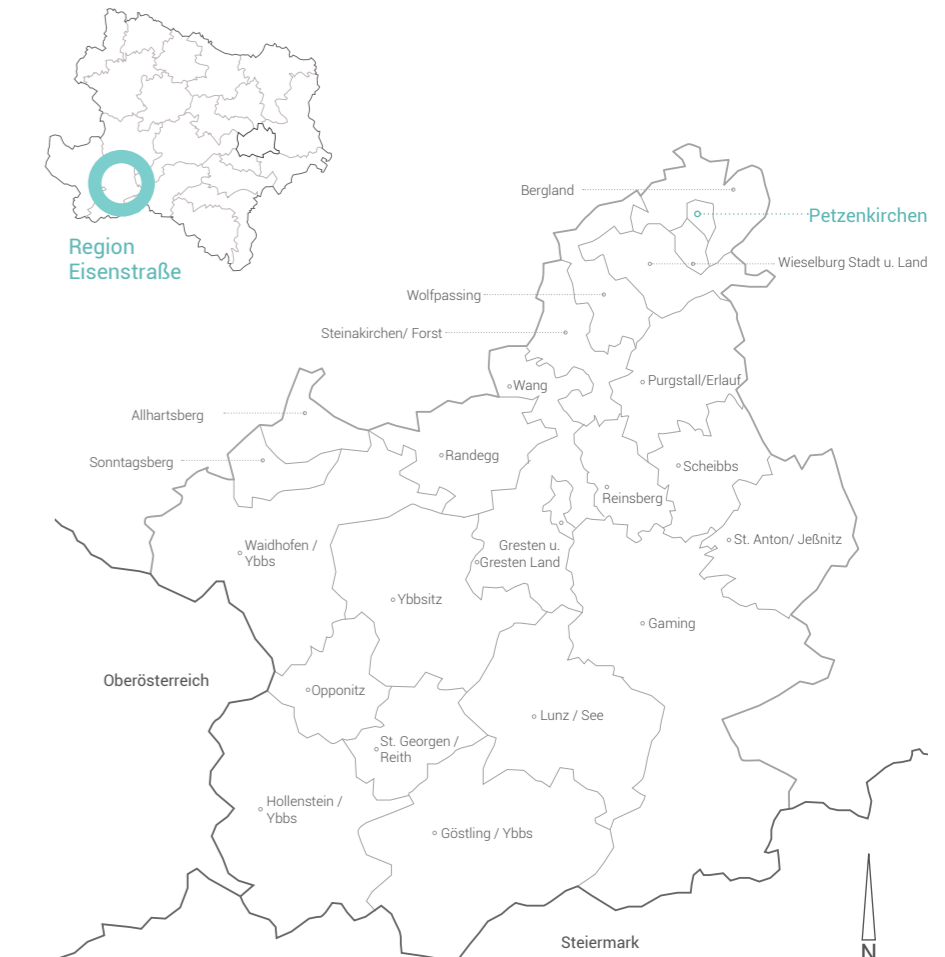 Region
Eisenstraße
Bergland
Petzenkirchen
Wieselburg Stadt u. Land
Wolfpassing
Steinakirchen/ Forst
Wang
Purgstall/Erlauf
Allhartsberg
Sonntagsberg
Randegg
Scheibbs
Reinsberg
Waidhofen /
Ybbs
Gresten u.
Gresten Land
St. Anton/ Jeßnitz
Ybbsitz
Gaming
Oberösterreich
Opponitz
Lunz / See
St. Georgen /
Reith
Hollenstein /
Ybbs
Göstling / Ybbs
Steiermark
N